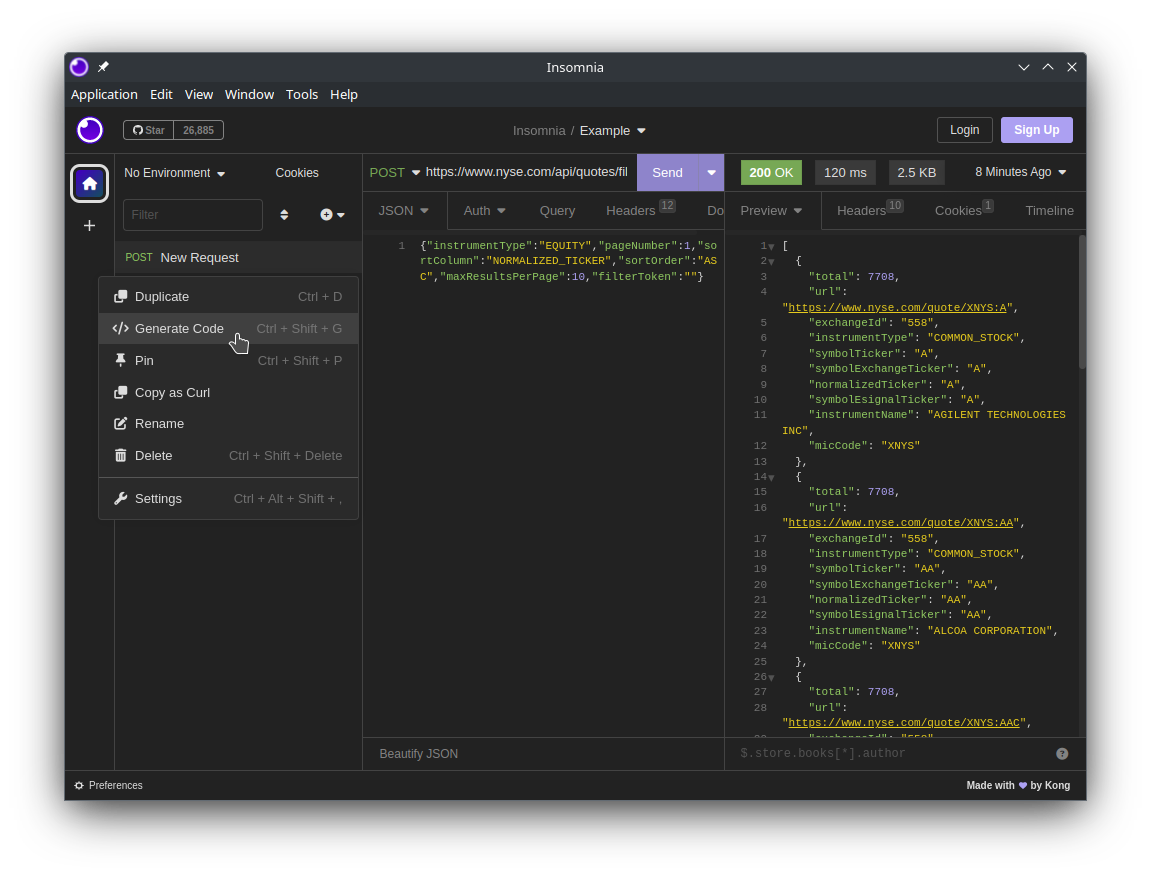 Insomnia
Application Edit View Window Tools Help
Star 26,885
Insomnia / Example
Login Sign Up
No Environment Cookies
Filter
POST New Request
Duplicate Ctrl + D
Generate Code Ctrl + Shift + G
Pin Ctrl + Shift + P
Copy as Curl
Rename
Delete Ctrl + Shift + Delete
Settings Ctrl + Alt + Shift + ,
POST https://www.nyse.com/api/quotes/fil Send
JSON Auth Query Headers 12 Do
1 {"instrumentType":"EQUITY","pageNumber":1,"so
rtColumn":"NORMALIZED_TICKER","sortOrder":"AS
C","maxResultsPerPage":10,"filterToken":""}
Beautify JSON
200 OK 120 ms 2.5 KB 8 Minutes Ago
Preview Headers 10 Cookies 1 Timeline
1 [
2 {
3 "total": 7708,
4 "url":
"https://www.nyse.com/quote/XNYS:A",
5 "exchangeId": "558",
6 "instrumentType": "COMMON_STOCK",
7 "symbolTicker": "A",
8 "symbolExchangeTicker": "A",
9 "normalizedTicker": "A",
10 "symbolEsignalTicker": "A",
11 "instrumentName": "AGILENT TECHNOLOGIES
INC",
12 "micCode": "XNYS"
13 },
14 {
15 "total": 7708,
16 "url":
"https://www.nyse.com/quote/XNYS:AA",
17 "exchangeId": "558",
18 "instrumentType": "COMMON_STOCK",
19 "symbolTicker": "AA",
20 "symbolExchangeTicker": "AA",
21 "normalizedTicker": "AA",
22 "symbolEsignalTicker": "AA",
23 "instrumentName": "ALCOA CORPORATION",
24 "micCode": "XNYS"
25 },
26 {
27 "total": 7708,
28 "url":
"https://www.nyse.com/quote/XNYS:AAC",
$.store.books[*].author
Preferences
Made with by Kong